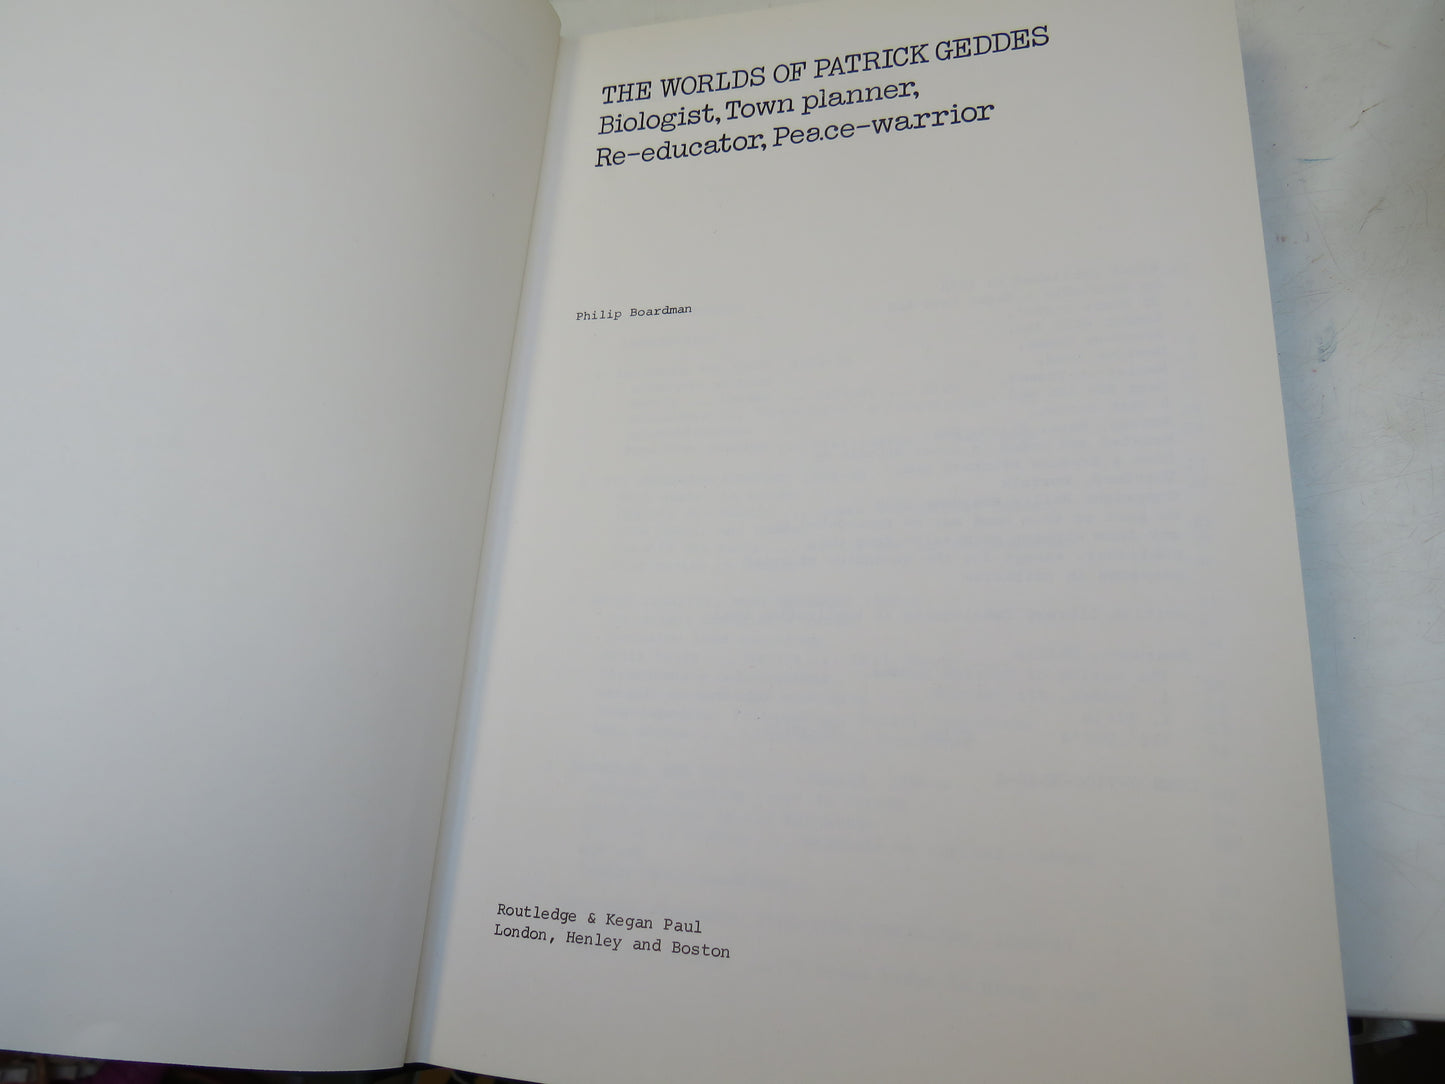 THE WORLDS OF PATRICK GEDDES
Biologist, Town planner,
Re-educator, Peace-warrior
Philip Boardman
Routledge & Kegan Paul
London, Henley and Boston